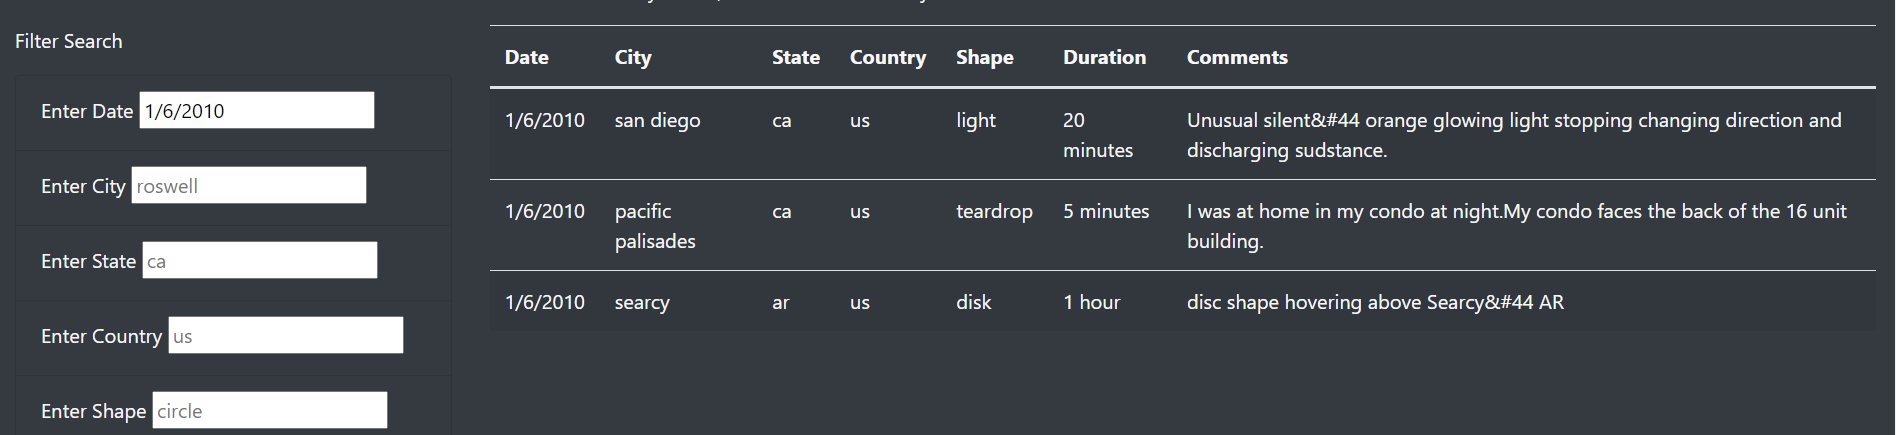 Filter Search
Enter Date 1/6/2010
Enter City roswell
Enter State ca
Enter Country us
Enter Shape circle
Date City State Country Shape Duration Comments
1/6/2010 san diego ca us light 20 minutes Unusual silent&#44 orange glowing light stopping changing direction and
discharging sudstance.
1/6/2010 pacific palisades ca us teardrop 5 minutes I was at home in my condo at night.My condo faces the back of the 16 unit
building.
1/6/2010 searcy ar us disk 1 hour disc shape hovering above Searcy&#44 AR